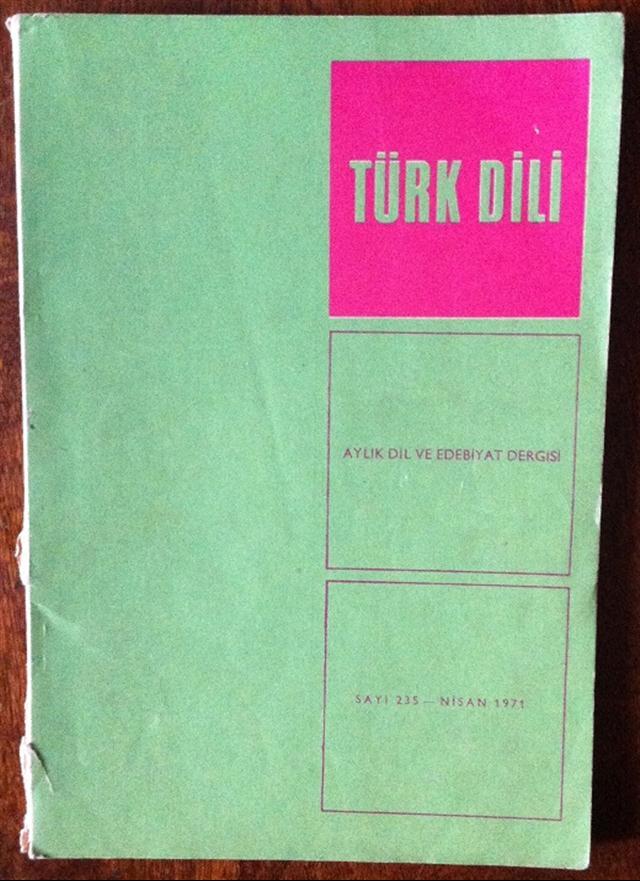 TÜRK DİLİ
AYLIK DİL VE EDEBİYAT DERGİSİ
SAYI 235 — NİSAN 1971